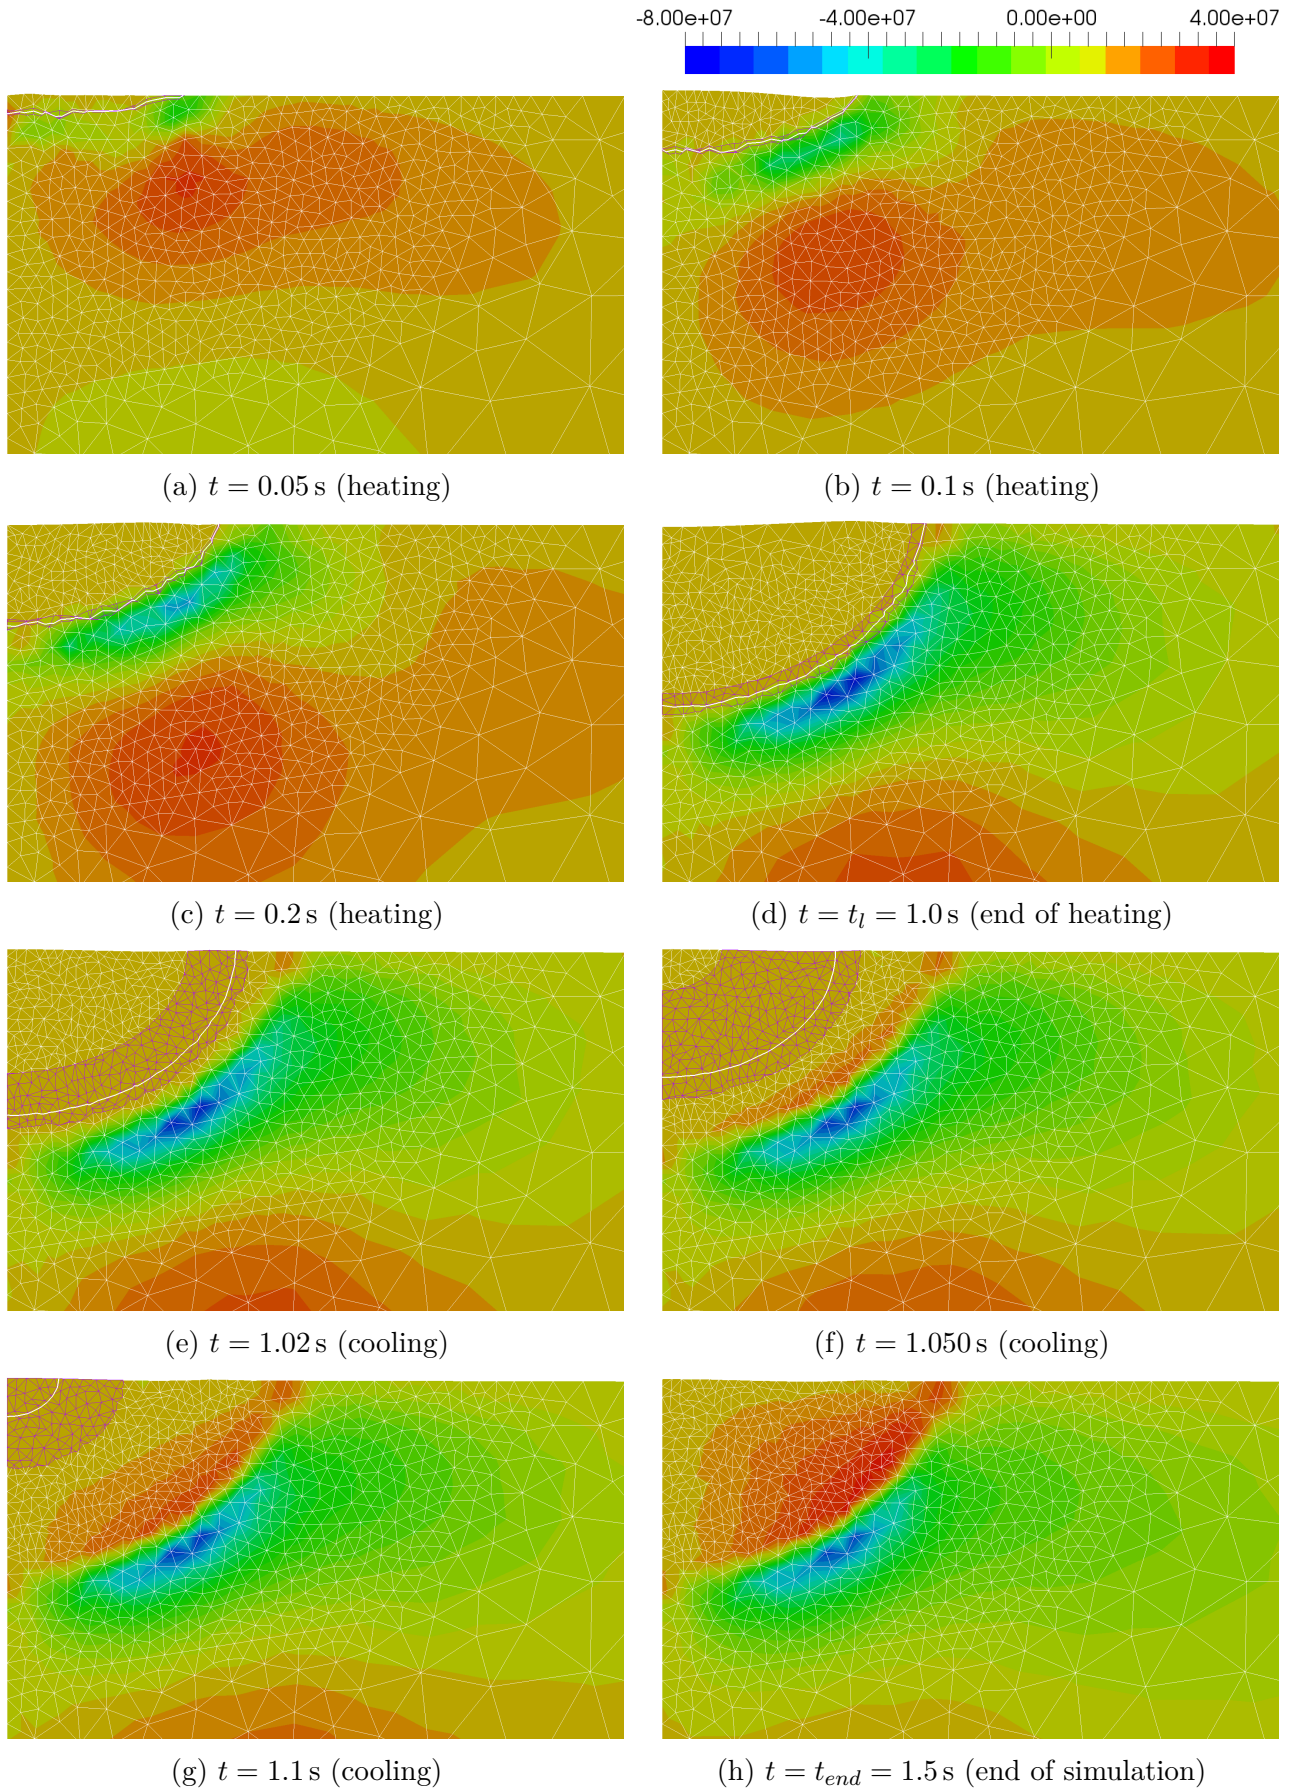 -8.00e+07 -4.00e+07 0.00e+00 4.00e+07
(a) t = 0.05 s (heating)
(b) t = 0.1 s (heating)
(c) t = 0.2 s (heating)
(d) t = t_l = 1.0 s (end of heating)
(e) t = 1.02 s (cooling)
(f) t = 1.050 s (cooling)
(g) t = 1.1 s (cooling)
(h) t = t_end = 1.5 s (end of simulation)